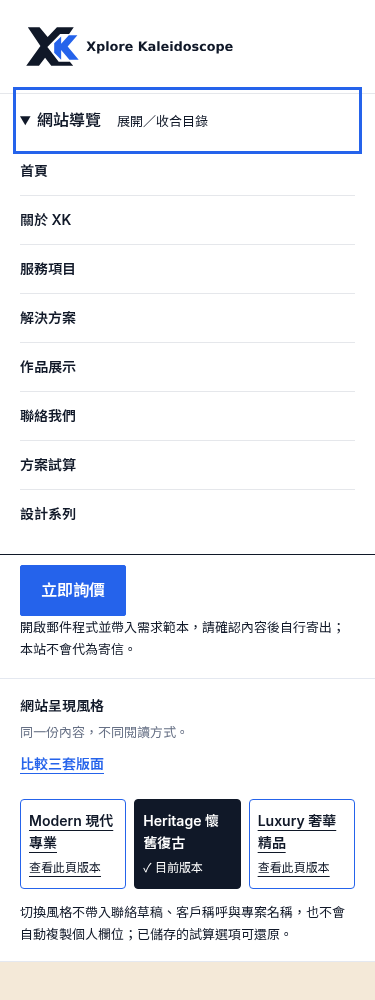 Xplore Kaleidoscope
▼ 網站導覽 展開／收合目錄
首頁
關於 XK
服務項目
解決方案
作品展示
聯絡我們
方案試算
設計系列
立即詢價
開啟郵件程式並帶入需求範本，請確認內容後自行寄出；
本站不會代為寄信。
網站呈現風格
同一份內容，不同閱讀方式。
比較三套版面
Modern 現代
專業
查看此頁版本
Heritage 懷
舊復古
✓ 目前版本
Luxury 奢華
精品
查看此頁版本
切換風格不帶入聯絡草稿、客戶稱呼與專案名稱，也不會
自動複製個人欄位；已儲存的試算選項可還原。